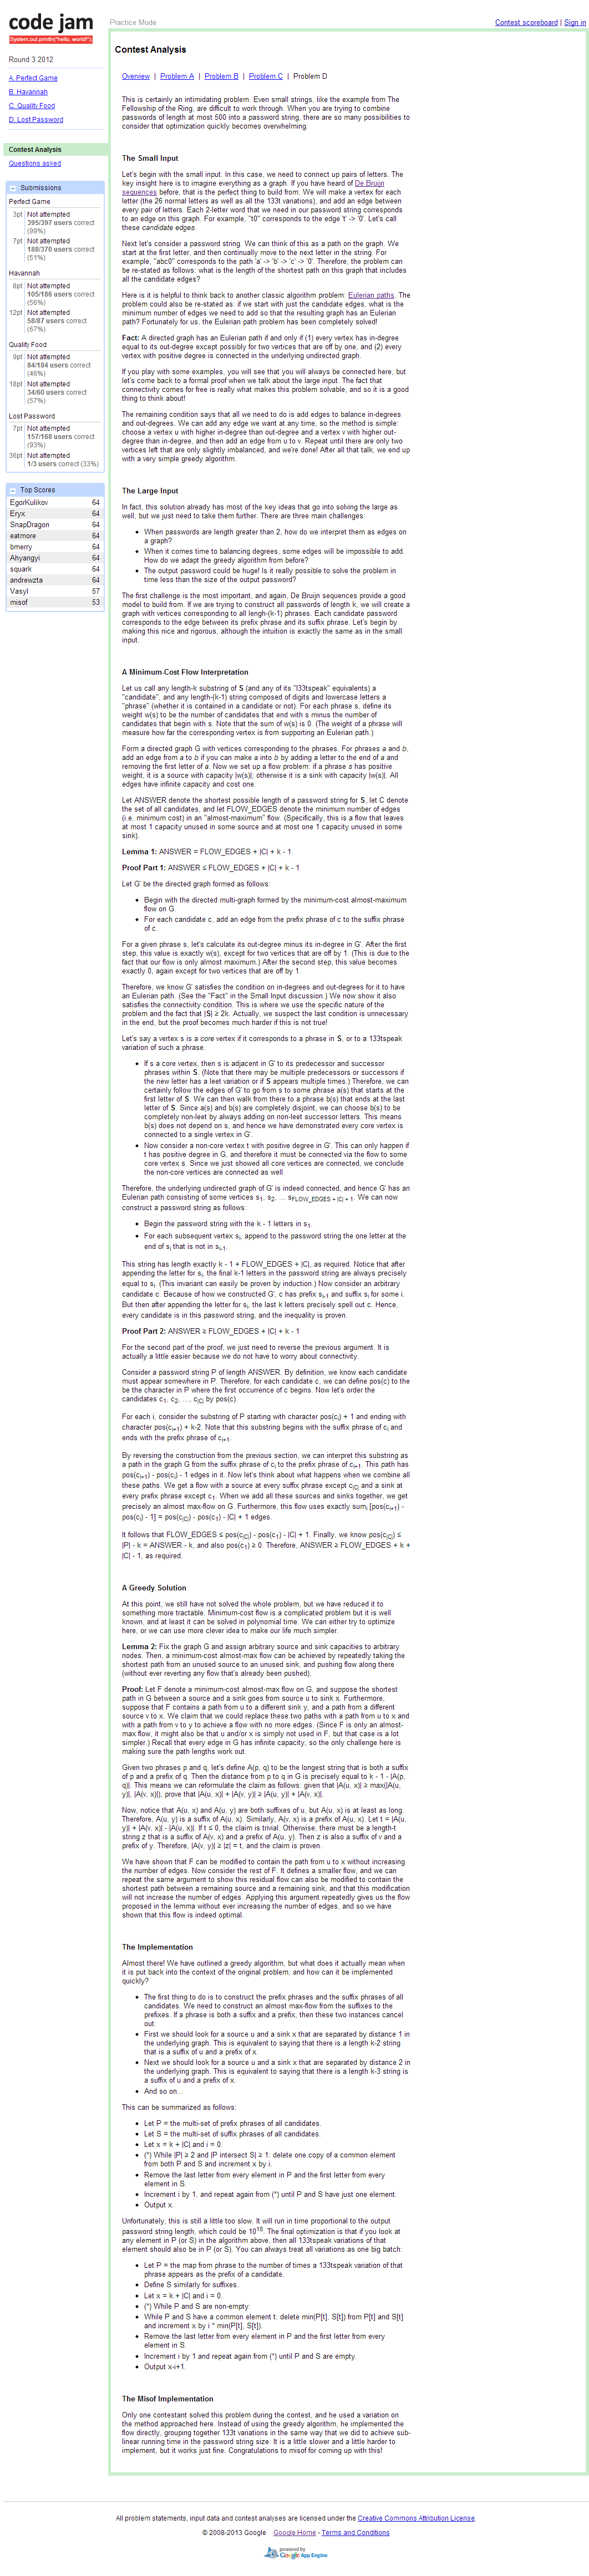 code jam
System.out.println("hello, world!");
Practice Mode
Contest scoreboard | Sign in
Round 3 2012
A. Perfect Game
B. Havannah
C. Quality Food
D. Lost Password
Contest Analysis
Questions asked
Submissions
Perfect Game
3pt Not attempted
395/397 users correct
(99%)
7pt Not attempted
188/370 users correct
(51%)
Havannah
8pt Not attempted
105/186 users correct
(56%)
12pt Not attempted
58/87 users correct
(67%)
Quality Food
9pt Not attempted
84/184 users correct
(46%)
18pt Not attempted
34/60 users correct
(57%)
Lost Password
7pt Not attempted
157/168 users correct
(93%)
36pt Not attempted
1/3 users correct (33%)
Top Scores
EgorKulikov 64
Eryx 64
SnapDragon 64
eatmore 64
bmerry 64
Ahyangyi 64
squark 64
andrewzta 64
Vasyl 57
misof 53
Contest Analysis
Overview | Problem A | Problem B | Problem C | Problem D
This is certainly an intimidating problem. Even small strings, like the example from The
Fellowship of the Ring, are difficult to work through. When you are trying to combine
passwords of length at most 500 into a password string, there are so many possibilities to
consider that optimization quickly becomes overwhelming.
The Small Input
Let's begin with the small input. In this case, we need to connect up pairs of letters. The
key insight here is to imagine everything as a graph. If you have heard of De Bruijn
sequences before, that is the perfect thing to build from. We will make a vertex for each
letter (the 26 normal letters as well as all the 133t variations), and add an edge between
every pair of letters. Each 2-letter word that we need in our password string corresponds
to an edge on this graph. For example, "t0" corresponds to the edge 't' -> '0'. Let's call
these candidate edges.
Next let's consider a password string. We can think of this as a path on the graph. We
start at the first letter, and then continually move to the next letter in the string. For
example, "abc0" corresponds to the path 'a' -> 'b' -> 'c' -> '0'. Therefore, the problem can
be re-stated as follows: what is the length of the shortest path on this graph that includes
all the candidate edges?
Here is it is helpful to think back to another classic algorithm problem: Eulerian paths. The
problem could also be re-stated as: if we start with just the candidate edges, what is the
minimum number of edges we need to add so that the resulting graph has an Eulerian
path? Fortunately for us, the Eulerian path problem has been completely solved!
Fact: A directed graph has an Eulerian path if and only if (1) every vertex has in-degree
equal to its out-degree except possibly for two vertices that are off by one, and (2) every
vertex with positive degree is connected in the underlying undirected graph.
If you play with some examples, you will see that you will always be connected here, but
let's come back to a formal proof when we talk about the large input. The fact that
connectivity comes for free is really what makes this problem solvable, and so it is a good
thing to think about!
The remaining condition says that all we need to do is add edges to balance in-degrees
and out-degrees. We can add any edge we want at any time, so the method is simple:
choose a vertex u with higher in-degree than out-degree and a vertex v with higher out-
degree than in-degree, and then add an edge from u to v. Repeat until there are only two
vertices left that are only slightly imbalanced, and we're done! After all that talk, we end up
with a very simple greedy algorithm.
The Large Input
In fact, this solution already has most of the key ideas that go into solving the large as
well, but we just need to take them further. There are three main challenges:
• When passwords are length greater than 2, how do we interpret them as edges on
a graph?
• When it comes time to balancing degrees, some edges will be impossible to add.
How do we adapt the greedy algorithm from before?
• The output password could be huge! Is it really possible to solve the problem in
time less than the size of the output password?
The first challenge is the most important, and again, De Bruijn sequences provide a good
model to build from. If we are trying to construct all passwords of length k, we will create a
graph with vertices corresponding to all lengh-(k-1) phrases. Each candidate password
corresponds to the edge between its prefix phrase and its suffix phrase. Let's begin by
making this nice and rigorous, although the intuition is exactly the same as in the small
input.
A Minimum-Cost Flow Interpretation
Let us call any length-k substring of S (and any of its "l33tspeak" equivalents) a
"candidate", and any length-(k-1) string composed of digits and lowercase letters a
"phrase" (whether it is contained in a candidate or not). For each phrase s, define its
weight w(s) to be the number of candidates that end with s minus the number of
candidates that begin with s. Note that the sum of w(s) is 0. (The weight of a phrase will
measure how far the corresponding vertex is from supporting an Eulerian path.)
Form a directed graph G with vertices corresponding to the phrases. For phrases a and b,
add an edge from a to b if you can make a into b by adding a letter to the end of a and
removing the first letter of a. Now we set up a flow problem: if a phrase s has positive
weight, it is a source with capacity |w(s)|; otherwise it is a sink with capacity |w(s)|. All
edges have infinite capacity and cost one.
Let ANSWER denote the shortest possible length of a password string for S, let C denote
the set of all candidates, and let FLOW_EDGES denote the minimum number of edges
(i.e. minimum cost) in an "almost-maximum" flow. (Specifically, this is a flow that leaves
at most 1 capacity unused in some source and at most one 1 capacity unused in some
sink).
Lemma 1: ANSWER = FLOW_EDGES + |C| + k - 1.
Proof Part 1: ANSWER ≤ FLOW_EDGES + |C| + k - 1
Let G' be the directed graph formed as follows:
• Begin with the directed multi-graph formed by the minimum-cost almost-maximum
flow on G.
• For each candidate c, add an edge from the prefix phrase of c to the suffix phrase
of c.
For a given phrase s, let's calculate its out-degree minus its in-degree in G'. After the first
step, this value is exactly w(s), except for two vertices that are off by 1. (This is due to the
fact that our flow is only almost maximum.) After the second step, this value becomes
exactly 0, again except for two vertices that are off by 1.
Therefore, we know G' satisfies the condition on in-degrees and out-degrees for it to have
an Eulerian path. (See the "Fact" in the Small Input discussion.) We now show it also
satisfies the connectivity condition. This is where we use the specific nature of the
problem and the fact that |S| ≥ 2k. Actually, we suspect the last condition is unnecessary
in the end, but the proof becomes much harder if this is not true!
Let's say a vertex s is a core vertex if it corresponds to a phrase in S, or to a 133tspeak
variation of such a phrase.
• If s a core vertex, then s is adjacent in G' to its predecessor and successor
phrases within S. (Note that there may be multiple predecessors or successors if
the new letter has a leet variation or if S appears multiple times.) Therefore, we can
certainly follow the edges of G' to go from s to some phrase a(s) that starts at the
first letter of S. We can then walk from there to a phrase b(s) that ends at the last
letter of S. Since a(s) and b(s) are completely disjoint, we can choose b(s) to be
completely non-leet by always adding on non-leet successor letters. This means
b(s) does not depend on s, and hence we have demonstrated every core vertex is
connected to a single vertex in G'.
• Now consider a non-core vertex t with positive degree in G'. This can only happen if
t has positive degree in G, and therefore it must be connected via the flow to some
core vertex s. Since we just showed all core vertices are connected, we conclude
the non-core vertices are connected as well.
Therefore, the underlying undirected graph of G' is indeed connected, and hence G' has an
Eulerian path consisting of some vertices s1, s2, ... sFLOW_EDGES + |C| + 1. We can now
construct a password string as follows:
• Begin the password string with the k - 1 letters in s1.
• For each subsequent vertex si, append to the password string the one letter at the
end of si that is not in si-1.
This string has length exactly k - 1 + FLOW_EDGES + |C|, as required. Notice that after
appending the letter for si, the final k-1 letters in the password string are always precisely
equal to si. (This invariant can easily be proven by induction.) Now consider an arbitrary
candidate c. Because of how we constructed G', c has prefix si-1 and suffix si for some i.
But then after appending the letter for si, the last k letters precisely spell out c. Hence,
every candidate is in this password string, and the inequality is proven.
Proof Part 2: ANSWER ≥ FLOW_EDGES + |C| + k - 1
For the second part of the proof, we just need to reverse the previous argument. It is
actually a little easier because we do not have to worry about connectivity.
Consider a password string P of length ANSWER. By definition, we know each candidate
must appear somewhere in P. Therefore, for each candidate c, we can define pos(c) to the
be the character in P where the first occurrence of c begins. Now let's order the
candidates c1, c2, ..., c|C| by pos(c).
For each i, consider the substring of P starting with character pos(ci) + 1 and ending with
character pos(ci+1) + k-2. Note that this substring begins with the suffix phrase of ci and
ends with the prefix phrase of ci+1.
By reversing the construction from the previous section, we can interpret this substring as
a path in the graph G from the suffix phrase of ci to the prefix phrase of ci+1. This path has
pos(ci+1) - pos(ci) - 1 edges in it. Now let's think about what happens when we combine all
these paths. We get a flow with a source at every suffix phrase except c|C| and a sink at
every prefix phrase except c1. When we add all these sources and sinks together, we get
precisely an almost max-flow on G. Furthermore, this flow uses exactly sumi [pos(ci+1) -
pos(ci) - 1] = pos(c|C|) - pos(c1) - |C| + 1 edges.
It follows that FLOW_EDGES ≤ pos(c|C|) - pos(c1) - |C| + 1. Finally, we know pos(c|C|) ≤
|P| - k = ANSWER - k, and also pos(c1) ≥ 0. Therefore, ANSWER ≥ FLOW_EDGES + k +
|C| - 1, as required.
A Greedy Solution
At this point, we still have not solved the whole problem, but we have reduced it to
something more tractable. Minimum-cost flow is a complicated problem but it is well
known, and at least it can be solved in polynomial time. We can either try to optimize
here, or we can use more clever idea to make our life much simpler.
Lemma 2: Fix the graph G and assign arbitrary source and sink capacities to arbitrary
nodes. Then, a minimum-cost almost-max flow can be achieved by repeatedly taking the
shortest path from an unused source to an unused sink, and pushing flow along there
(without ever reverting any flow that's already been pushed).
Proof: Let F denote a minimum-cost almost-max flow on G, and suppose the shortest
path in G between a source and a sink goes from source u to sink x. Furthermore,
suppose that F contains a path from u to a different sink y, and a path from a different
source v to x. We claim that we could replace these two paths with a path from u to x and
with a path from v to y to achieve a flow with no more edges. (Since F is only an almost-
max flow, it might also be that u and/or x is simply not used in F, but that case is a lot
simpler.) Recall that every edge in G has infinite capacity, so the only challenge here is
making sure the path lengths work out.
Given two phrases p and q, let's define A(p, q) to be the longest string that is both a suffix
of p and a prefix of q. Then the distance from p to q in G is precisely equal to k - 1 - |A(p,
q)|. This means we can reformulate the claim as follows: given that |A(u, x)| ≥ max(|A(u,
y)|, |A(v, x)|), prove that |A(u, x)| + |A(v, y)| ≥ |A(u, y)| + |A(v, x)|.
Now, notice that A(u, x) and A(u, y) are both suffixes of u, but A(u, x) is at least as long.
Therefore, A(u, y) is a suffix of A(u, x). Similarly, A(v, x) is a prefix of A(u, x). Let t = |A(u,
y)| + |A(v, x)| - |A(u, x)|. If t ≤ 0, the claim is trivial. Otherwise, there must be a length-t
string z that is a suffix of A(v, x) and a prefix of A(u, y). Then z is also a suffix of v and a
prefix of y. Therefore, |A(v, y)| ≥ |z| = t, and the claim is proven.
We have shown that F can be modified to contain the path from u to x without increasing
the number of edges. Now consider the rest of F. It defines a smaller flow, and we can
repeat the same argument to show this residual flow can also be modified to contain the
shortest path between a remaining source a remaining sink, and that this modification
will not increase the number of edges. Applying this argument repeatedly gives us the flow
proposed in the lemma without ever increasing the number of edges, and so we have
shown that this flow is indeed optimal.
The Implementation
Almost there! We have outlined a greedy algorithm, but what does it actually mean when
it is put back into the context of the original problem, and how can it be implemented
quickly?
• The first thing to do is to construct the prefix phrases and the suffix phrases of all
candidates. We need to construct an almost max-flow from the suffixes to the
prefixes. If a phrase is both a suffix and a prefix, then these two instances cancel
out.
• First we should look for a source u and a sink x that are separated by distance 1 in
the underlying graph. This is equivalent to saying that there is a length k-2 string
that is a suffix of u and a prefix of x.
• Next we should look for a source u and a sink x that are separated by distance 2 in
the underlying graph. This is equivalent to saying that there is a length k-3 string is
a suffix of u and a prefix of x.
• And so on...
This can be summarized as follows:
• Let P = the multi-set of prefix phrases of all candidates.
• Let S = the multi-set of suffix phrases of all candidates.
• Let x = k + |C| and i = 0.
• (*) While |P| ≥ 2 and |P intersect S| ≥ 1: delete one copy of a common element
from both P and S and increment x by i.
• Remove the last letter from every element in P and the first letter from every
element in S.
• Increment i by 1, and repeat again from (*) until P and S have just one element.
• Output x.
Unfortunately, this is still a little too slow. It will run in time proportional to the output
password string length, which could be 10^18. The final optimization is that if you look at
any element in P (or S) in the algorithm above, then all 133tspeak variations of that
element should also be in P (or S). You can always treat all variations as one big batch:
• Let P = the map from phrase to the number of times a 133tspeak variation of that
phrase appears as the prefix of a candidate.
• Define S similarly for suffixes.
• Let x = k + |C| and i = 0.
• (*) While P and S are non-empty:
• While P and S have a common element t: delete min(P[t], S[t]) from P[t] and S[t]
and increment x by i * min(P[t], S[t]).
• Remove the last letter from every element in P and the first letter from every
element in S.
• Increment i by 1 and repeat again from (*) until P and S are empty.
• Output x-i+1.
The Misof Implementation
Only one contestant solved this problem during the contest, and he used a variation on
the method approached here. Instead of using the greedy algorithm, he implemented the
flow directly, grouping together 133t variations in the same way that we did to achieve sub-
linear running time in the password string size. It is a little slower and a little harder to
implement, but it works just fine. Congratulations to misof for coming up with this!
All problem statements, input data and contest analyses are licensed under the Creative Commons Attribution License.
© 2008-2013 Google Google Home - Terms and Conditions
powered by
Google App Engine